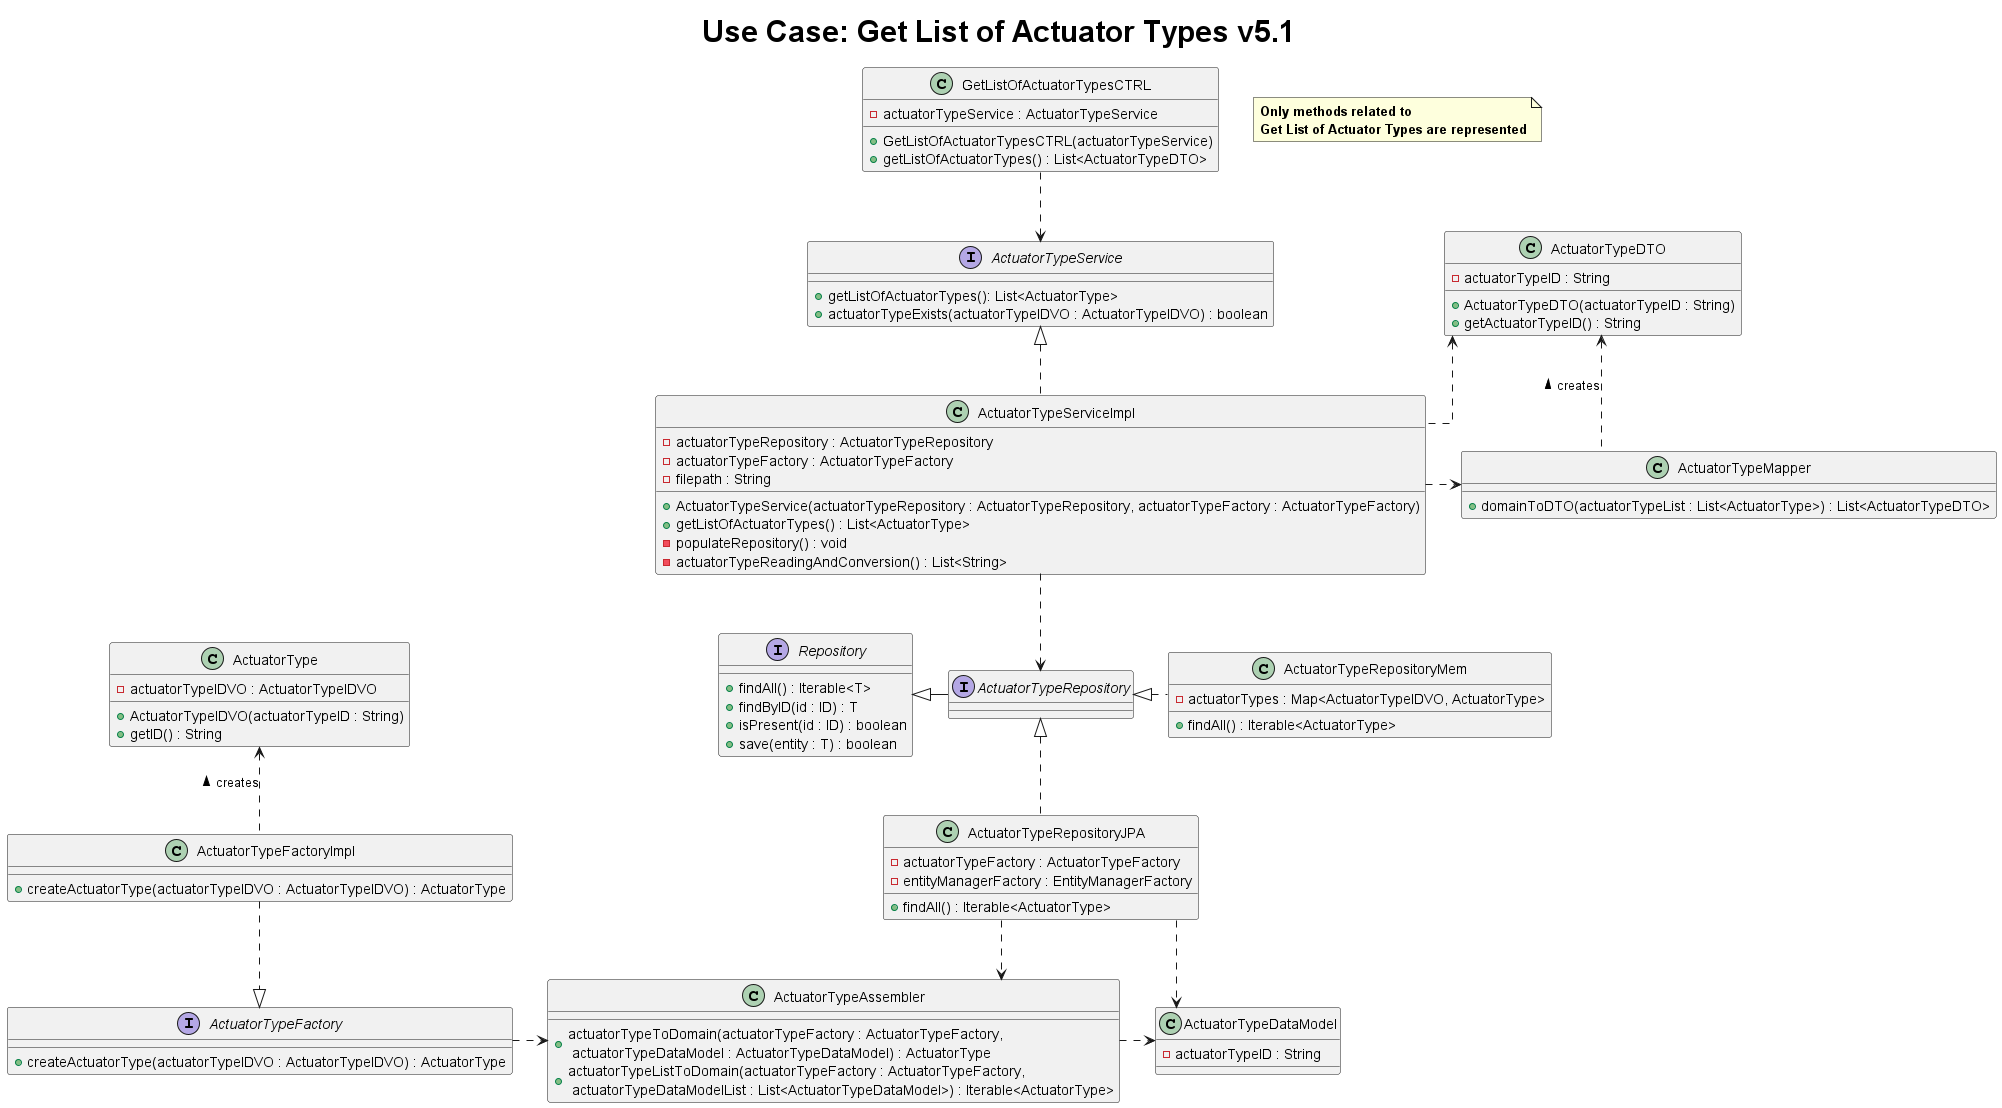 Use Case: Get List of Actuator Types v5.1
C GetListOfActuatorTypesCTRL
actuatorTypeService : ActuatorTypeService
GetListOfActuatorTypesCTRL(actuatorTypeService)
getListOfActuatorTypes() : List<ActuatorTypeDTO>
Only methods related to
Get List of Actuator Types are represented
I ActuatorTypeService
getListOfActuatorTypes(): List<ActuatorType>
actuatorTypeExists(actuatorTypeIDVO : ActuatorTypeIDVO) : boolean
C ActuatorTypeDTO
actuatorTypeID : String
ActuatorTypeDTO(actuatorTypeID : String)
getActuatorTypeID() : String
creates
C ActuatorTypeServiceImpl
actuatorTypeRepository : ActuatorTypeRepository
actuatorTypeFactory : ActuatorTypeFactory
filepath : String
ActuatorTypeService(actuatorTypeRepository : ActuatorTypeRepository, actuatorTypeFactory : ActuatorTypeFactory)
getListOfActuatorTypes() : List<ActuatorType>
populateRepository() : void
actuatorTypeReadingAndConversion() : List<String>
C ActuatorTypeMapper
domainToDTO(actuatorTypeList : List<ActuatorType>) : List<ActuatorTypeDTO>
C ActuatorType
actuatorTypeIDVO : ActuatorTypeIDVO
ActuatorTypeIDVO(actuatorTypeID : String)
getID() : String
I Repository
findAll() : Iterable<T>
findByID(id : ID) : T
isPresent(id : ID) : boolean
save(entity : T) : boolean
I ActuatorTypeRepository
C ActuatorTypeRepositoryMem
actuatorTypes : Map<ActuatorTypeIDVO, ActuatorType>
findAll() : Iterable<ActuatorType>
creates
C ActuatorTypeFactoryImpl
createActuatorType(actuatorTypeIDVO : ActuatorTypeIDVO) : ActuatorType
C ActuatorTypeRepositoryJPA
actuatorTypeFactory : ActuatorTypeFactory
entityManagerFactory : EntityManagerFactory
findAll() : Iterable<ActuatorType>
I ActuatorTypeFactory
createActuatorType(actuatorTypeIDVO : ActuatorTypeIDVO) : ActuatorType
C ActuatorTypeAssembler
actuatorTypeToDomain(actuatorTypeFactory : ActuatorTypeFactory,
actuatorTypeDataModel : ActuatorTypeDataModel) : ActuatorType
actuatorTypeListToDomain(actuatorTypeFactory : ActuatorTypeFactory,
actuatorTypeDataModelList : List<ActuatorTypeDataModel>) : Iterable<ActuatorType>
C ActuatorTypeDataModel
actuatorTypeID : String